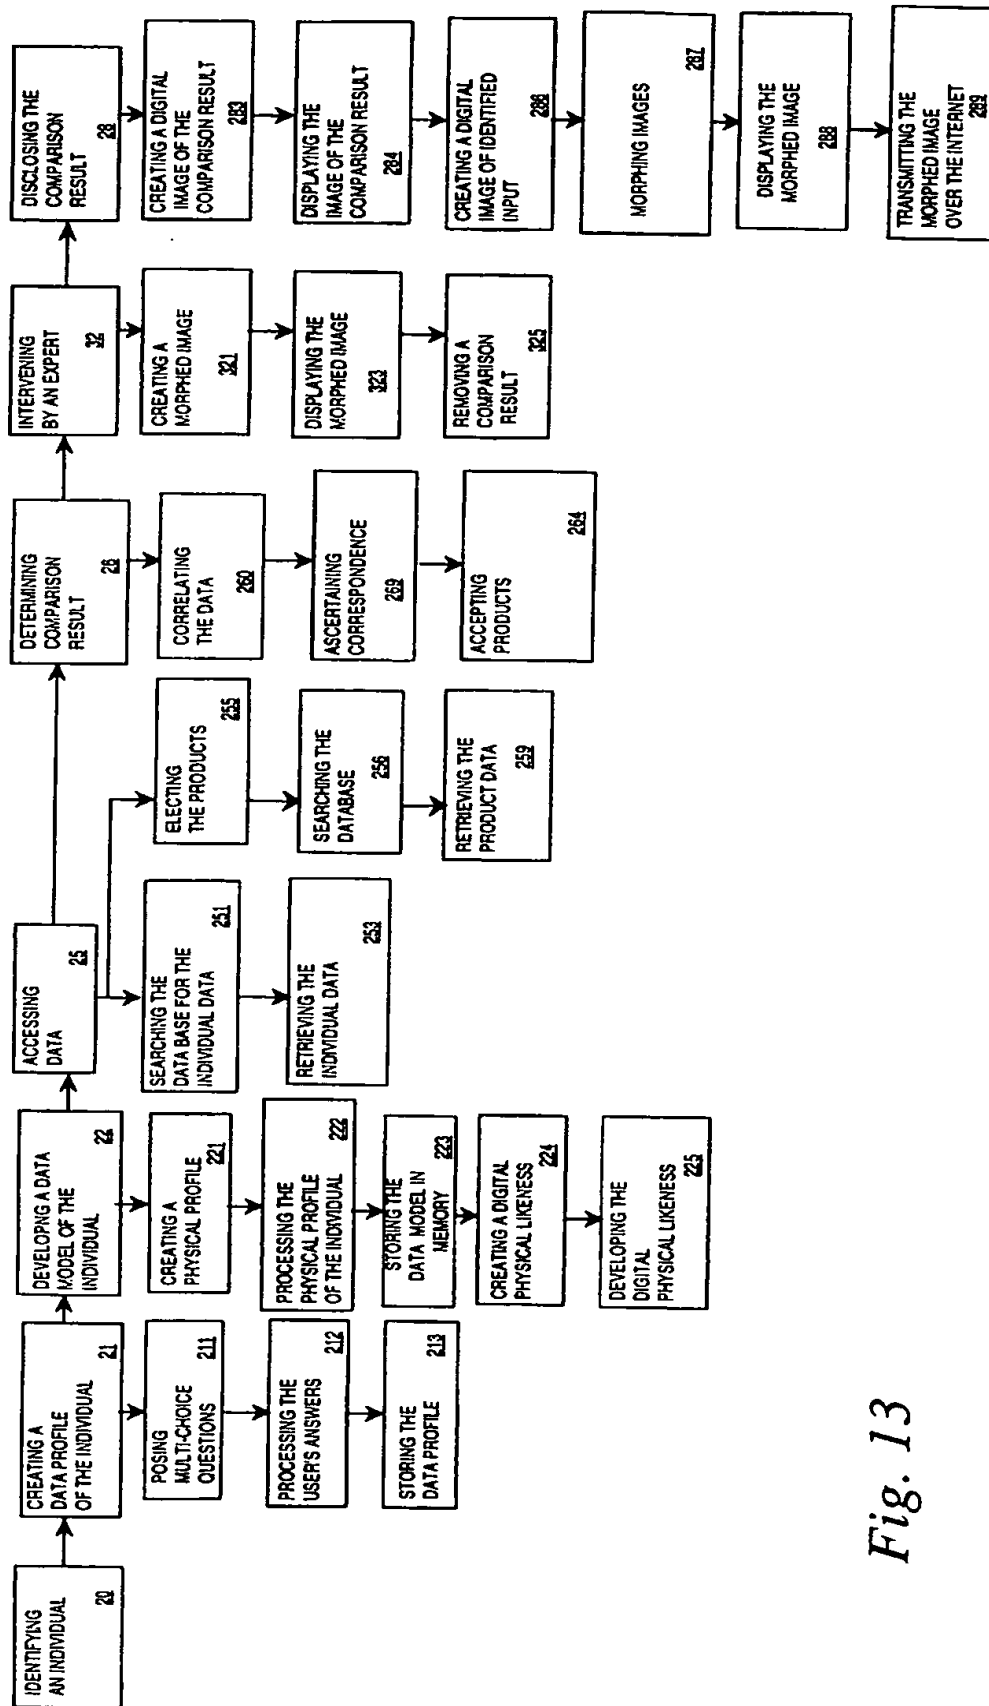 IDENTIFYING
AN INDIVIDUAL
20
CREATING A
DATA PROFILE
OF THE INDIVIDUAL
21
POSING
MULTI-CHOICE
QUESTIONS
211
PROCESSING THE
USER'S ANSWERS
212
STORING THE
DATA PROFILE
213
DEVELOPNG A DATA
MODEL OF THE
INDIVIDUAL
22
CREATING A
PHYSICAL PROFILE
221
PROCESSING THE
PHYSICAL PROFILE
OF THE INDIVIDUAL
222
STORING THE
DATA MODEL IN
MEMORY
223
CREATING A DIGITAL
PHYSICAL LIKENESS
224
DEVELOPING THE
DIGITAL
PHYSICAL LIKENESS
225
ACCESSING
DATA
25
SEARCHING THE
DATA BASE FOR THE
INDIVIDUAL DATA
251
RETRIEVING THE
INDIVIDUAL DATA
253
ELECTING
THE PRODUCTS
255
SEARCHING THE
DATABASE
256
RETRIEVING THE
PRODUCT DATA
259
DETERMINING
COMPARISON
RESULT
26
CORRELATING
THE DATA
260
ASCERTAINING
CORRESPONDENCE
269
ACCEPTING
PRODUCTS
264
INTERVENING
BY AN EXPERT
32
CREATING A
MORPHED IMAGE
321
DISPLAYING THE
MORPHED IMAGE
323
REMOVING A
COMPARISON
RESULT
325
DISCLOSING THE
COMPARISON
RESULT
28
CREATING A DIGITAL
IMAGE OF THE
COMPARISON RESULT
283
DISPLAYING THE
IMAGE OF THE
COMPARISON RESULT
284
CREATING A DIGITAL
IMAGE OF IDENTIFIED
INPUT
286
MORPHING IMAGES
287
DISPLAYING THE
MORPHED IMAGE
288
TRANSMITTING THE
MORPHED IMAGE
OVER THE INTERNET
289
Fig. 13